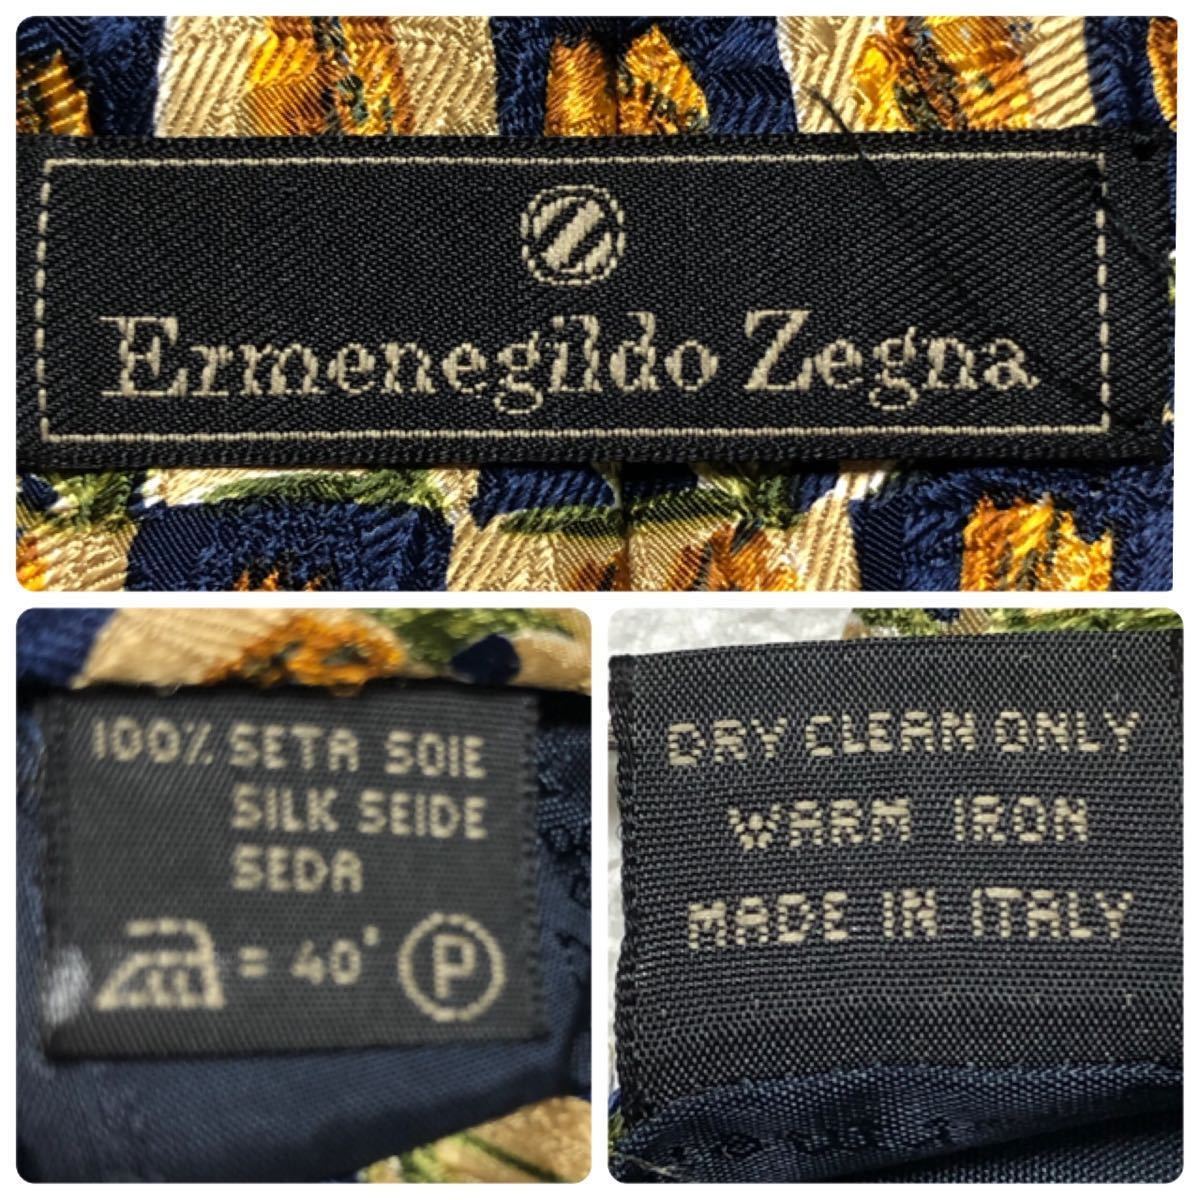 Z
Ermenegildo Zegna
100% SETA SOIE
SILK SEIDE
SEDA
= 40° P
DRY CLEAN ONLY
WARM IRON
MADE IN ITALY